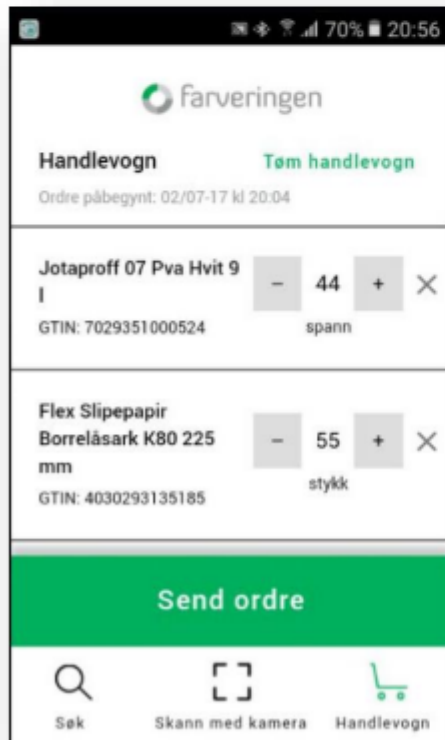 70% 20:56
farveringen
Handlevogn Tøm handlevogn
Ordre påbegynt: 02/07-17 kl 20:04
Jotaproff 07 Pva Hvit 9
l
GTIN: 7029351000524
− 44 +
spann
Flex Slipepapir
Borrelåsark K80 225
mm
GTIN: 4030293135185
− 55 +
stykk
Send ordre
Søk Skann med kamera Handlevogn